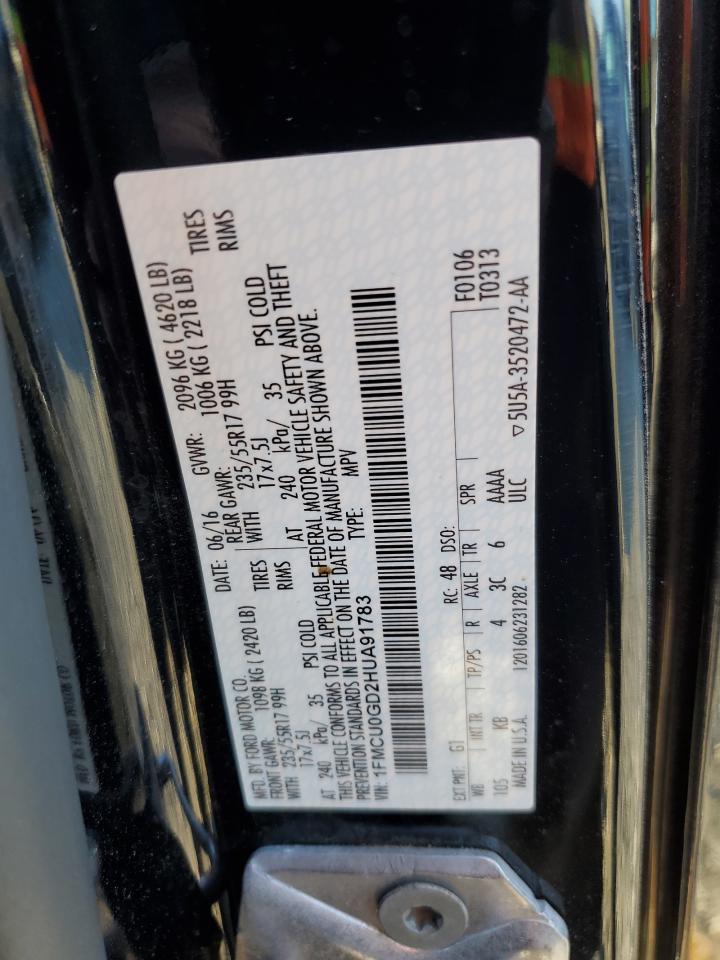 MFD. BY FORD MOTOR CO.
DATE: 06/16 GVWR: 2096 KG ( 4620 LB)
FRONT GAWR: 1098 KG ( 2420 LB)
REAR GAWR: 1006 KG ( 2218 LB)
WITH 235/55R17 99H TIRES
WITH 235/55R17 99H TIRES
17x7.5J RIMS
17x7.5J RIMS
AT 240 kPa/ 35 PSI COLD
AT 240 kPa/ 35 PSI COLD
THIS VEHICLE CONFORMS TO ALL APPLICABLE FEDERAL MOTOR VEHICLE SAFETY AND THEFT
PREVENTION STANDARDS IN EFFECT ON THE DATE OF MANUFACTURE SHOWN ABOVE.
VIN: 1FMCU0GD2HUA91783 TYPE: MPV
F0106
T0313
EXT PNT: G1 RC: 48 DSO:
WB INT TR TP/PS R AXLE TR SPR
105 KB 4 3C 6 AAAA
MADE IN U.S.A. 1201606231282 ULC
▽5U5A-3520472-AA